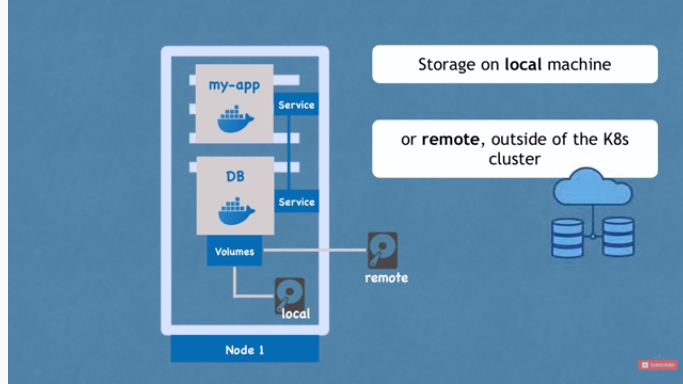 my-app
Service
DB
Service
Volumes
local
remote
Node 1
Storage on local machine
or remote, outside of the K8s
cluster
SUBSCRIBE